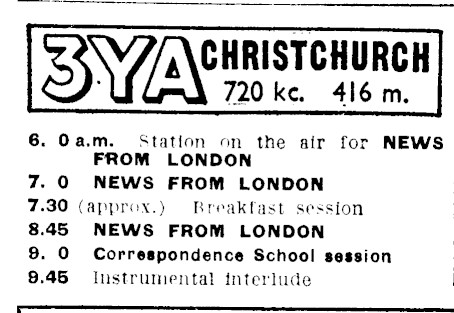 3YA CHRISTCHURCH
720 kc. 416 m.
6. 0 a.m. Station on the air for NEWS
FROM LONDON
7. 0 NEWS FROM LONDON
7.30 (approx.) Breakfast session
8.45 NEWS FROM LONDON
9. 0 Correspondence School session
9.45 Instrumental interlude